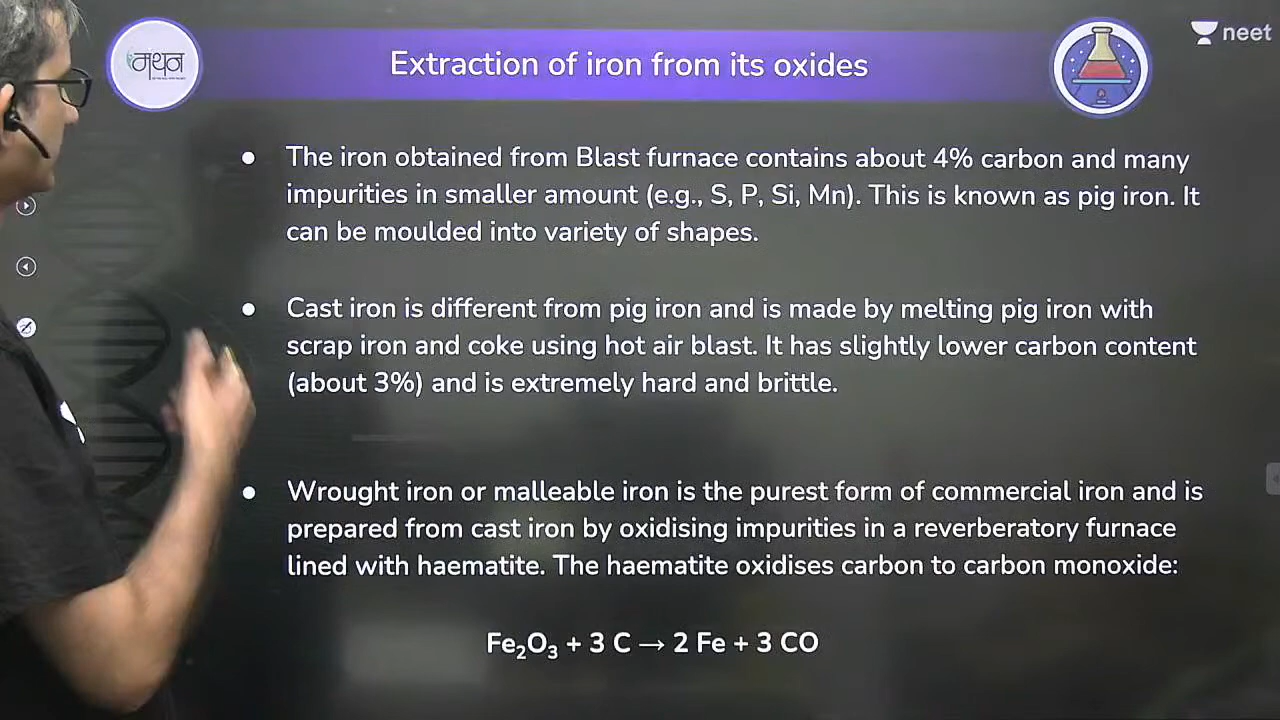 मंथन
Extraction of iron from its oxides
neet
● The iron obtained from Blast furnace contains about 4% carbon and many
impurities in smaller amount (e.g., S, P, Si, Mn). This is known as pig iron. It
can be moulded into variety of shapes.
● Cast iron is different from pig iron and is made by melting pig iron with
scrap iron and coke using hot air blast. It has slightly lower carbon content
(about 3%) and is extremely hard and brittle.
● Wrought iron or malleable iron is the purest form of commercial iron and is
prepared from cast iron by oxidising impurities in a reverberatory furnace
lined with haematite. The haematite oxidises carbon to carbon monoxide:
Fe₂O₃ + 3 C → 2 Fe + 3 CO